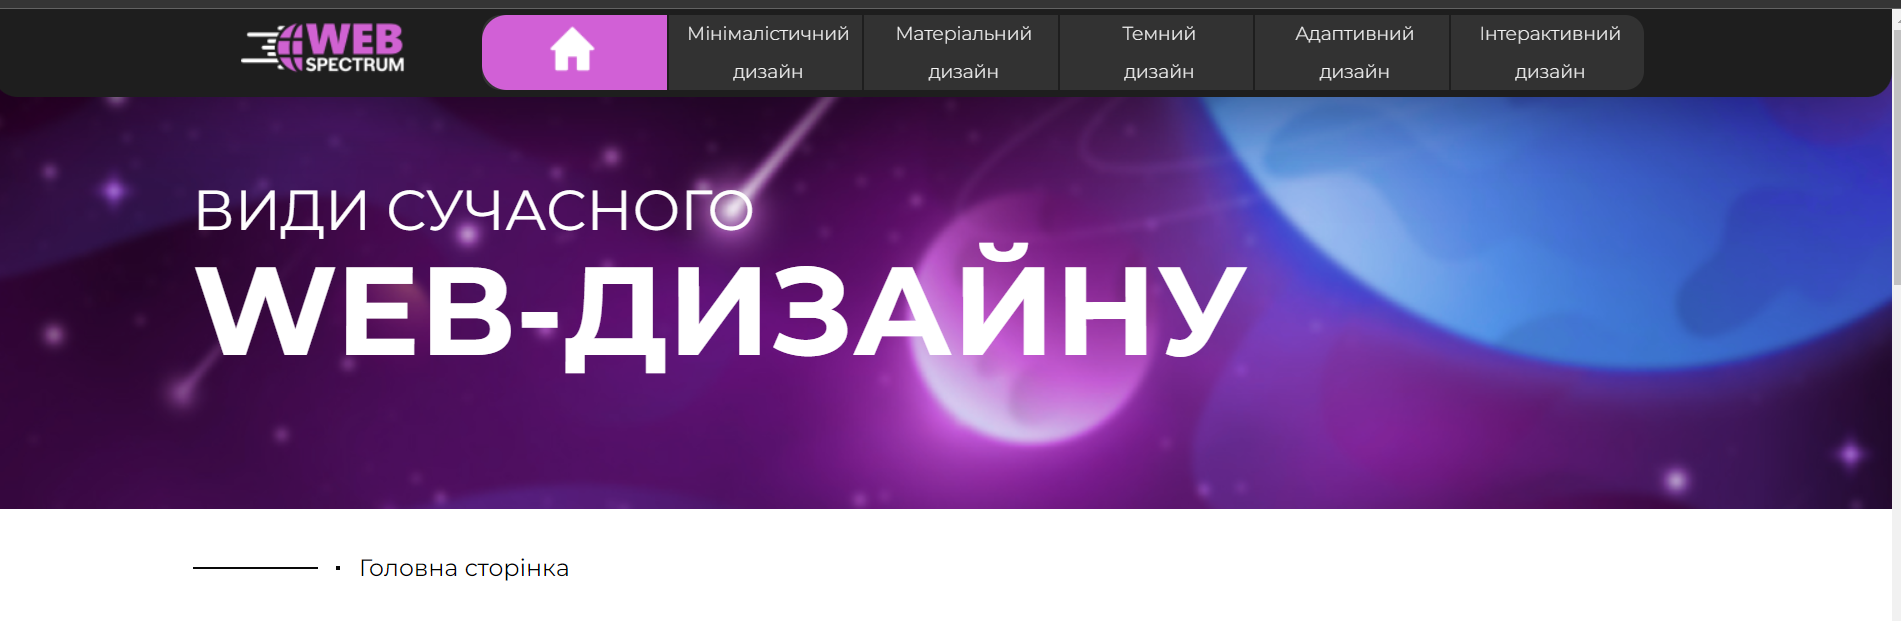 WEB
SPECTRUM
Мінімалістичний
дизайн
Матеріальний
дизайн
Темний
дизайн
Адаптивний
дизайн
Інтерактивний
дизайн
ВИДИ СУЧАСНОГО
WEB-ДИЗАЙНУ
Головна сторінка